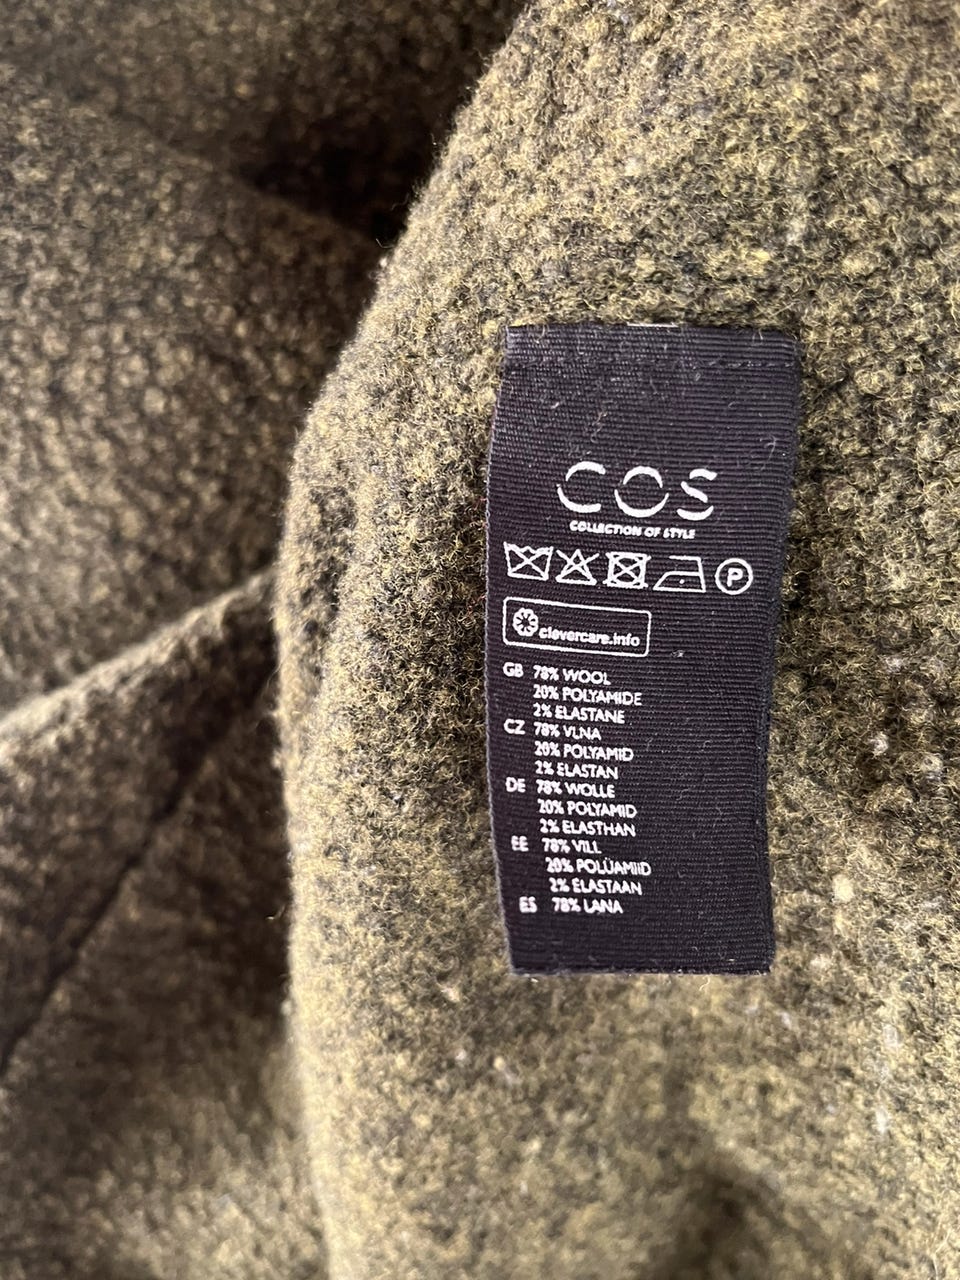 COS
COLLECTION OF STYLE
P
clevercare.info
GB 78% WOOL
20% POLYAMIDE
2% ELASTANE
CZ 78% VLNA
20% POLYAMID
2% ELASTAN
DE 78% WOLLE
20% POLYAMID
2% ELASTHAN
EE 78% VILL
20% POLÜAMIID
2% ELASTAAN
ES 78% LANA